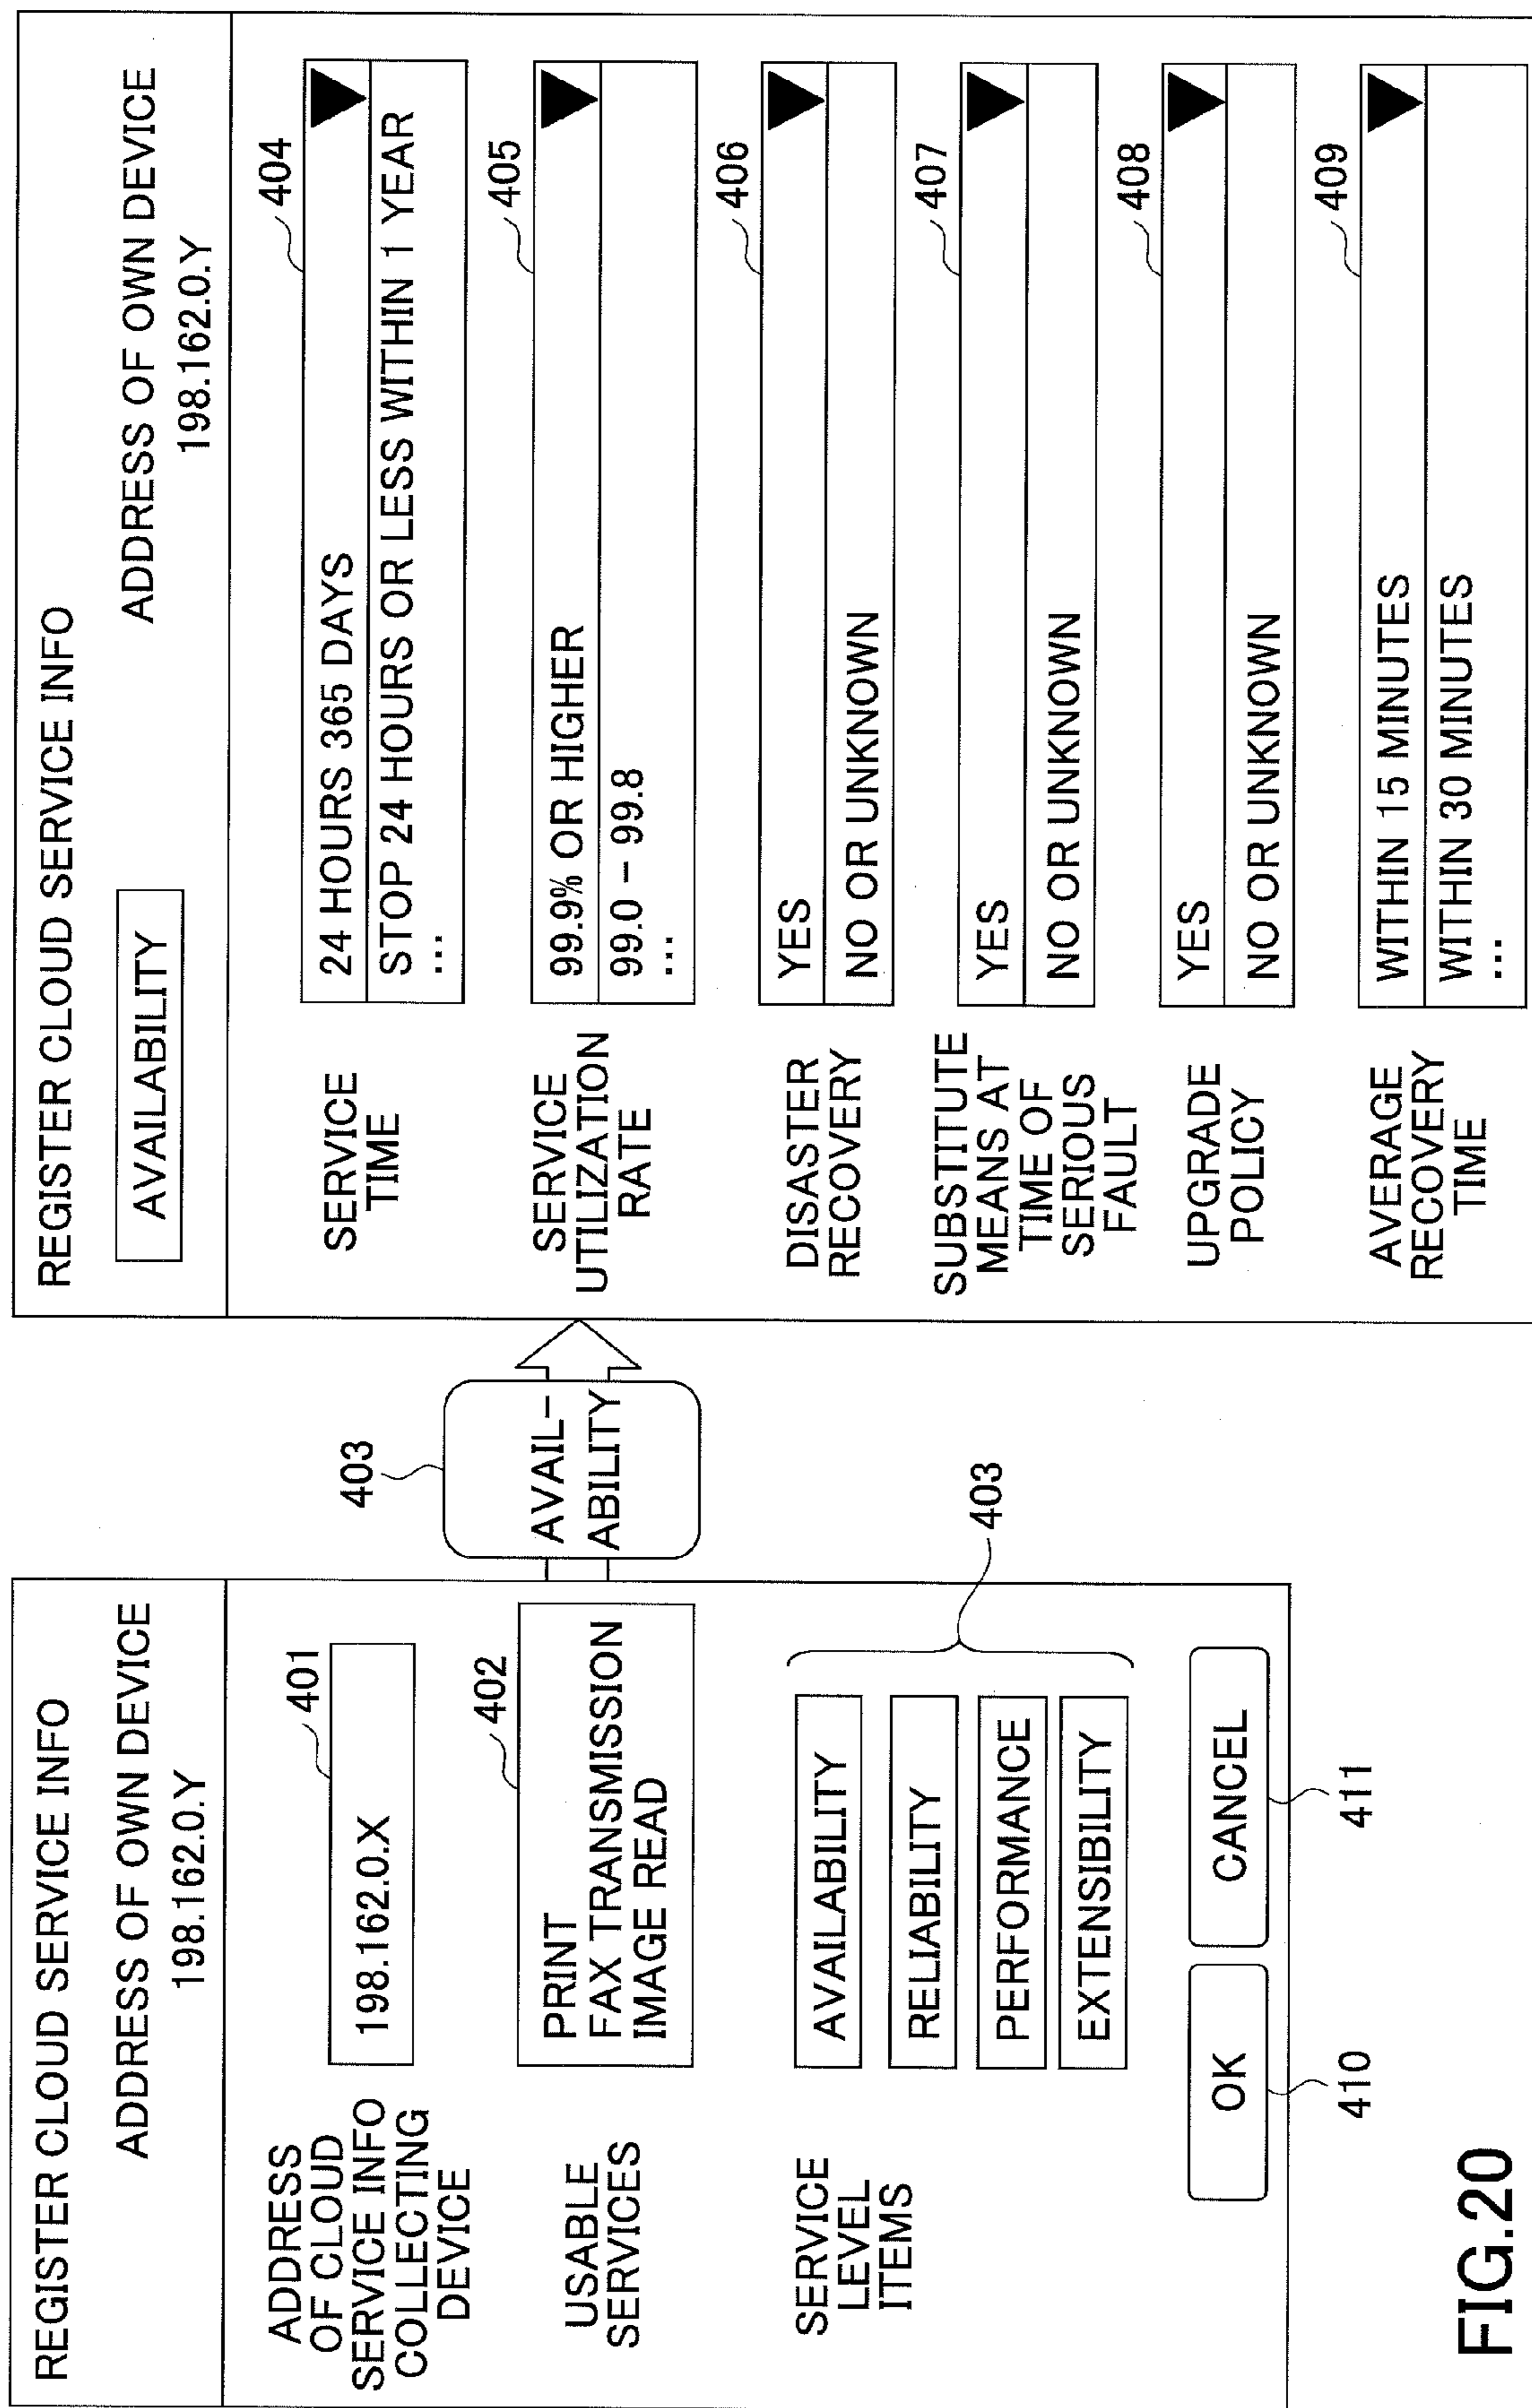 REGISTER CLOUD SERVICE INFO
ADDRESS OF OWN DEVICE
198.162.0.Y
ADDRESS
OF CLOUD
SERVICE INFO
COLLECTING
DEVICE
401
198.162.0.X
USABLE
SERVICES
402
PRINT
FAX TRANSMISSION
IMAGE READ
SERVICE
LEVEL
ITEMS
AVAILABILITY
RELIABILITY
PERFORMANCE
EXTENSIBILITY
403
OK
CANCEL
410
411
403
AVAIL-
ABILITY
REGISTER CLOUD SERVICE INFO
AVAILABILITY
ADDRESS OF OWN DEVICE
198.162.0.Y
SERVICE
TIME
404
24 HOURS 365 DAYS
STOP 24 HOURS OR LESS WITHIN 1 YEAR
...
SERVICE
UTILIZATION
RATE
405
99.9% OR HIGHER
99.0 – 99.8
...
DISASTER
RECOVERY
406
YES
NO OR UNKNOWN
SUBSTITUTE
MEANS AT
TIME OF
SERIOUS
FAULT
407
YES
NO OR UNKNOWN
UPGRADE
POLICY
408
YES
NO OR UNKNOWN
AVERAGE
RECOVERY
TIME
409
WITHIN 15 MINUTES
WITHIN 30 MINUTES
...
FIG.20